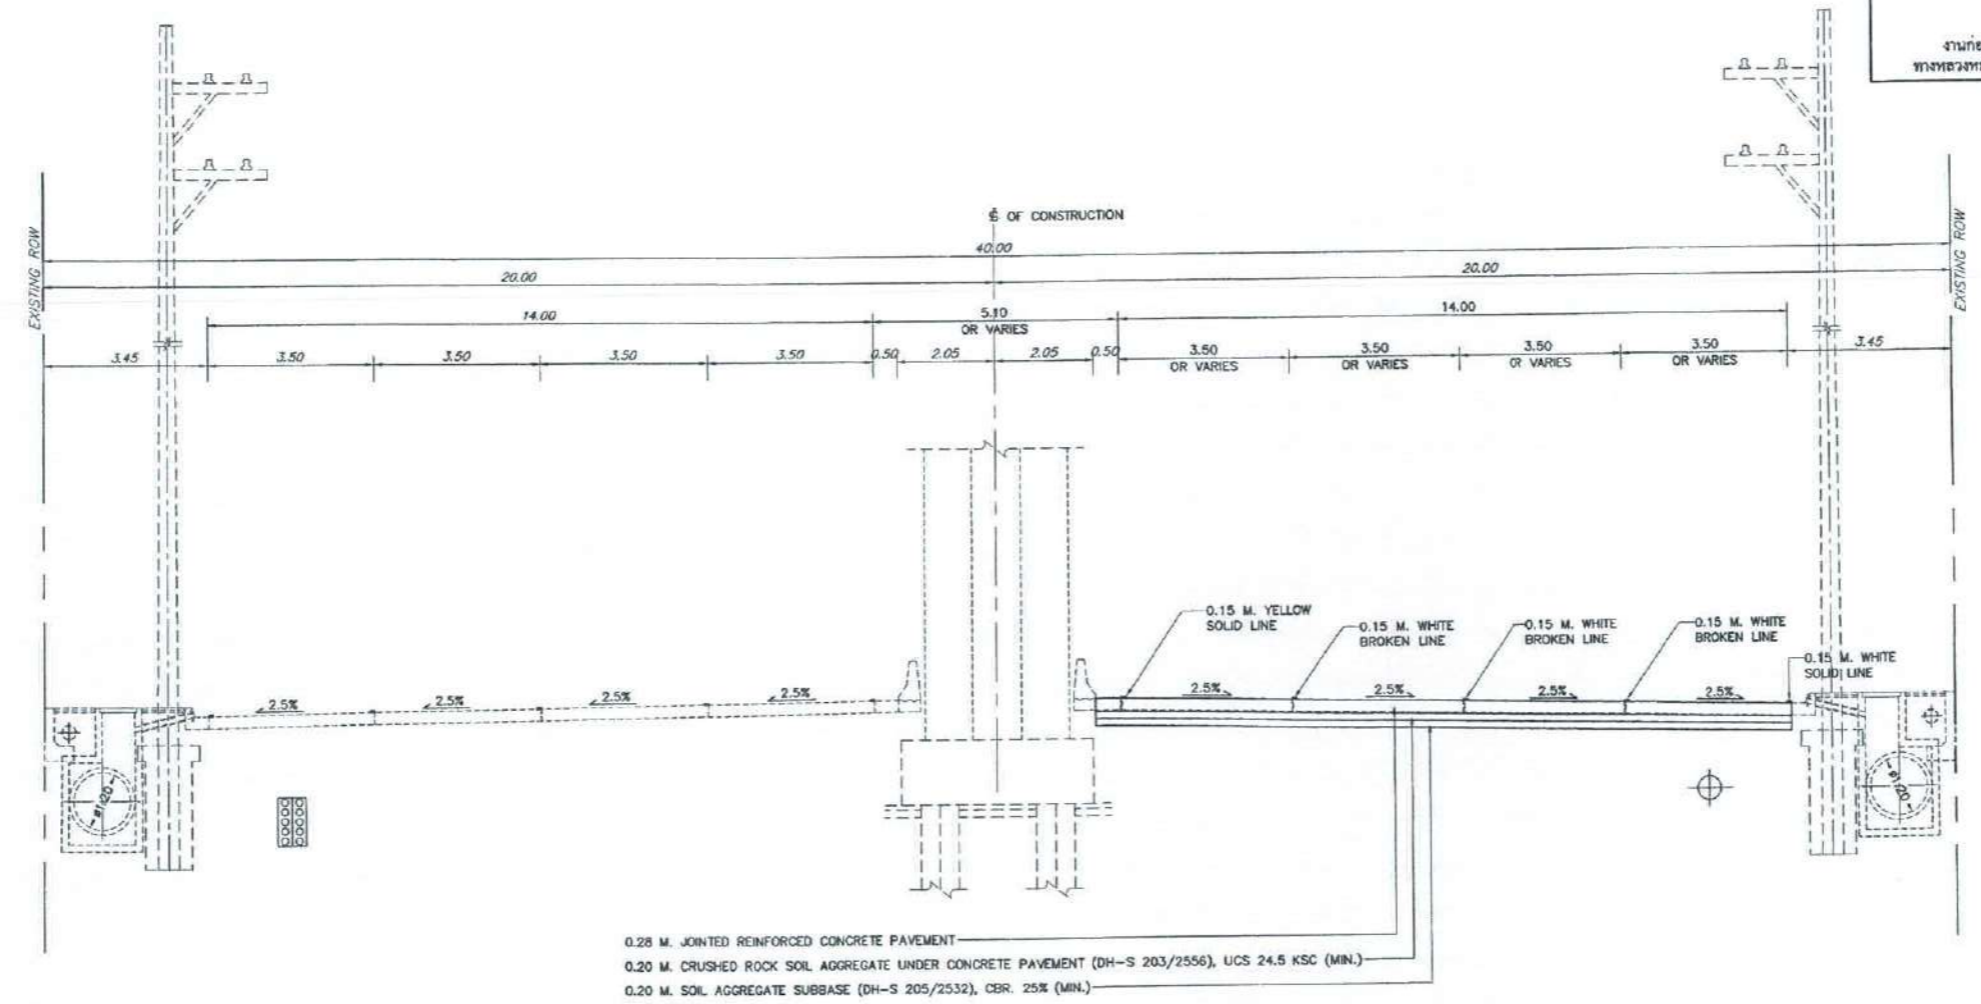 งานก่อ
ทางหลวงห
EXISTING ROW
EXISTING ROW
℄ OF CONSTRUCTION
40.00
20.00
20.00
14.00
5.10
OR VARIES
14.00
3.45
3.50
3.50
3.50
3.50
0.50
2.05
2.05
0.50
3.50
OR VARIES
3.50
OR VARIES
3.50
OR VARIES
3.50
OR VARIES
3.45
0.15 M. YELLOW
SOLID LINE
0.15 M. WHITE
BROKEN LINE
0.15 M. WHITE
BROKEN LINE
0.15 M. WHITE
BROKEN LINE
0.15 M. WHITE
SOLID LINE
2.5%
2.5%
2.5%
2.5%
2.5%
2.5%
2.5%
2.5%
ø1.20
ø1.20
0.28 M. JOINTED REINFORCED CONCRETE PAVEMENT
0.20 M. CRUSHED ROCK SOIL AGGREGATE UNDER CONCRETE PAVEMENT (DH-S 203/2556), UCS 24.5 KSC (MIN.)
0.20 M. SOIL AGGREGATE SUBBASE (DH-S 205/2532), CBR. 25% (MIN.)